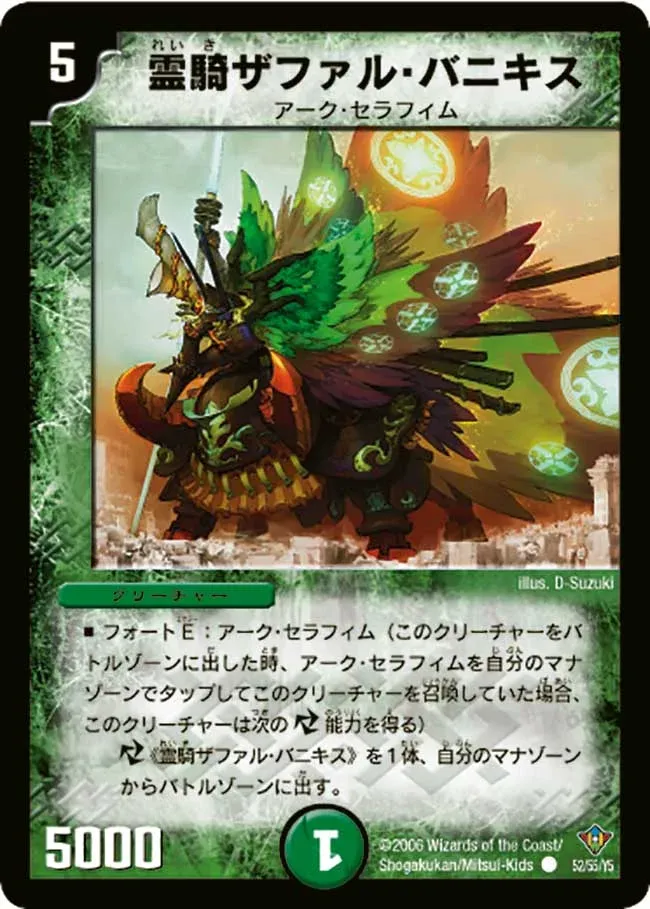 5
れいき
霊騎ザファル・バニキス
アーク・セラフィム
illus. D-Suzuki
クリーチャー
■ フォートE：アーク・セラフィム（このクリーチャーをバ
トルゾーンに出した時、アーク・セラフィムを自分のマナ
ゾーンでタップしてこのクリーチャーを召喚していた場合、
このクリーチャーは次の 能力を得る）
《霊騎ザファル・バニキス》を１体、自分のマナゾーン
からバトルゾーンに出す。
5000
1
©2006 Wizards of the Coast/
Shogakukan/Mitsui-Kids
52/55/Y5